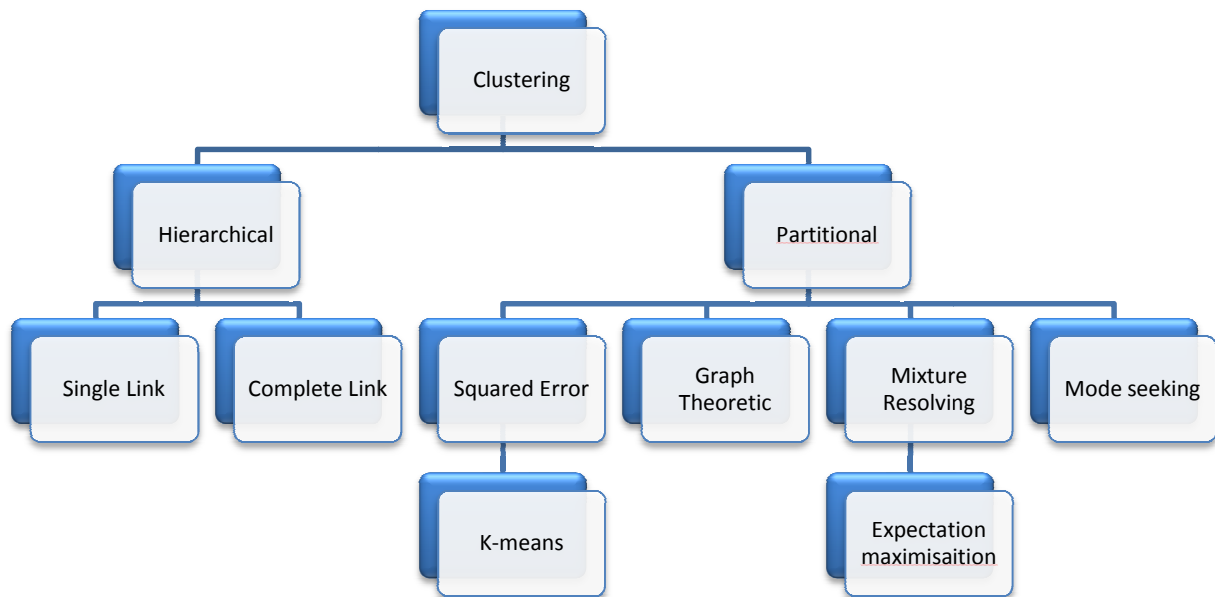 Clustering
Hierarchical
Partitional
Single Link
Complete Link
Squared Error
Graph
Theoretic
Mixture
Resolving
Mode seeking
K-means
Expectation
maximisaition